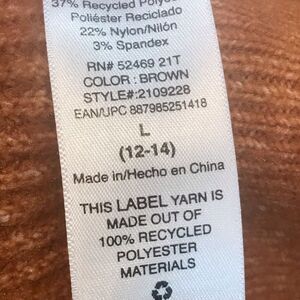 37% Recycled
Poliéster Reciclado
22% Nylon/Nilón
3% Spandex
RN# 52469 21T
COLOR : BROWN
STYLE#:2109228
EAN/UPC 887985251418
L
(12-14)
Made in/Hecho en China
THIS LABEL YARN IS
MADE OUT OF
100% RECYCLED
POLYESTER
MATERIALS